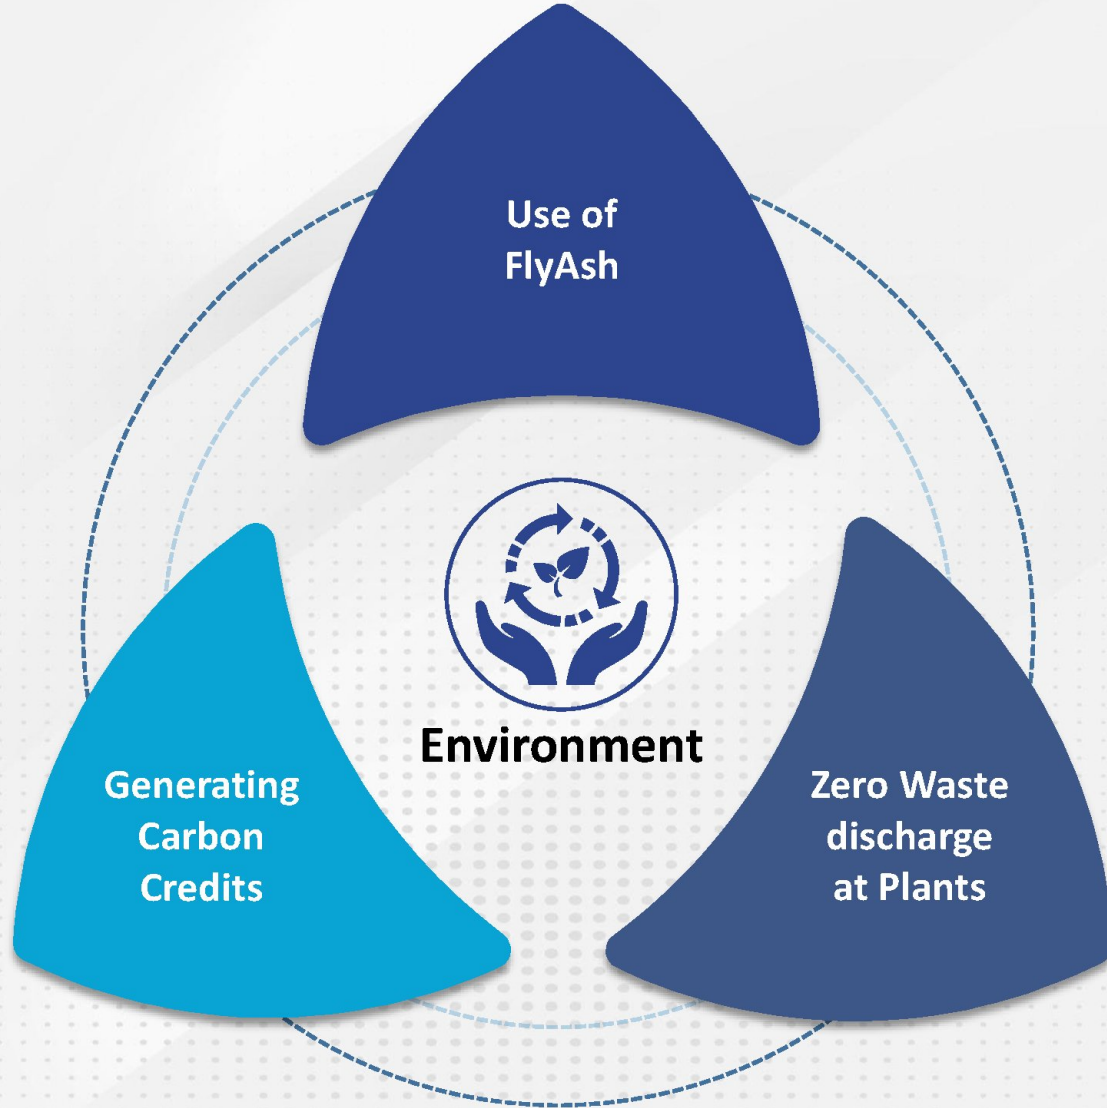 Use of
FlyAsh
Environment
Generating
Carbon
Credits
Zero Waste
discharge
at Plants